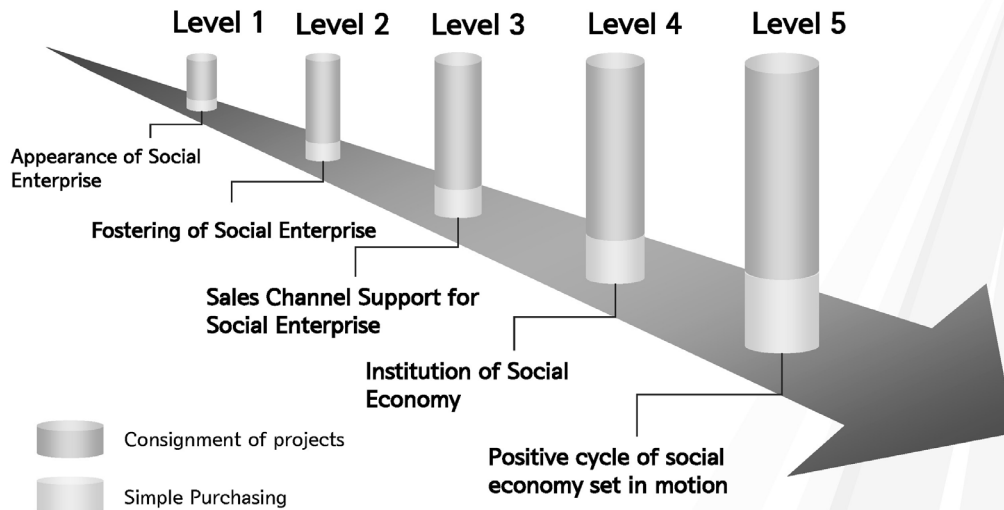 Level 1
Level 2
Level 3
Level 4
Level 5
Appearance of Social
Enterprise
Fostering of Social Enterprise
Sales Channel Support for
Social Enterprise
Institution of Social
Economy
Positive cycle of social
economy set in motion
Consignment of projects
Simple Purchasing